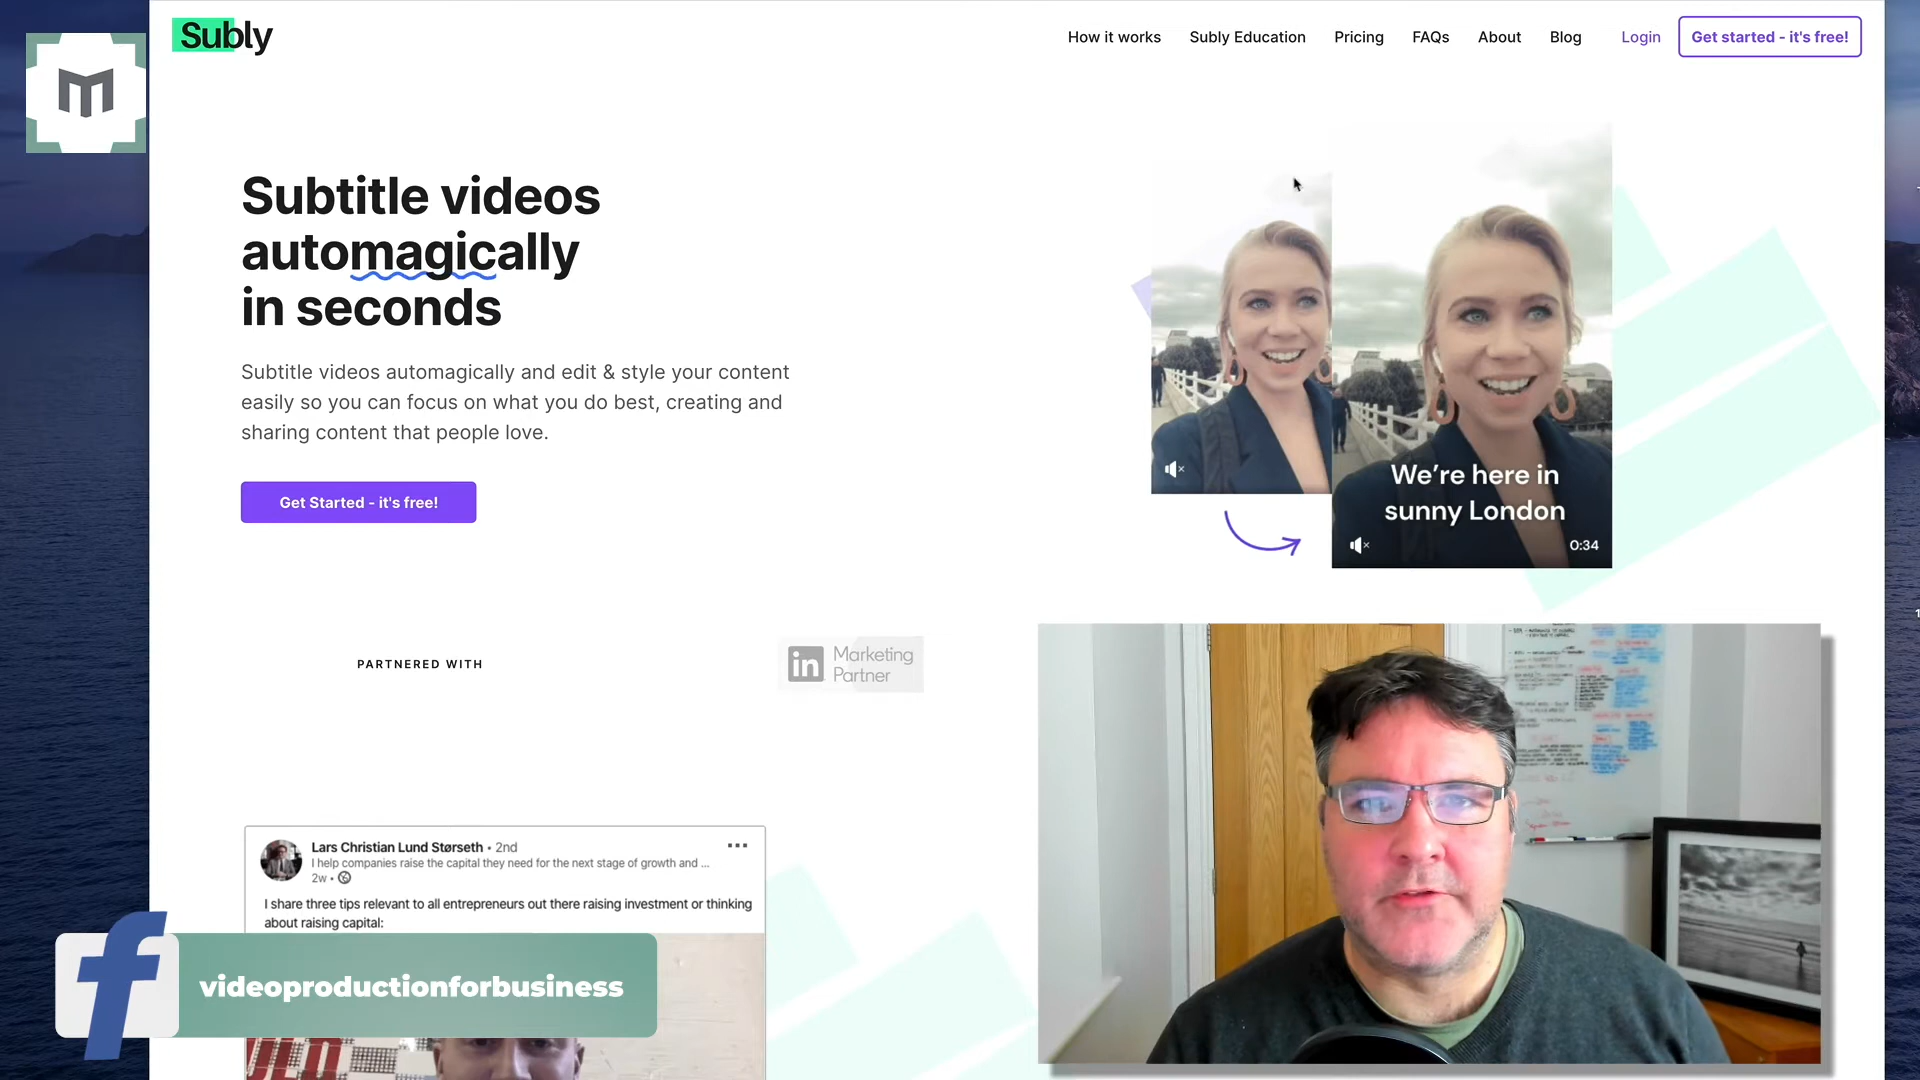 Subly
How it works
Subly Education
Pricing
FAQs
About
Blog
Login
Get started - it's free!
Subtitle videos
automagically
in seconds
Subtitle videos automagically and edit & style your content
easily so you can focus on what you do best, creating and
sharing content that people love.
Get Started - it's free!
We're here in
sunny London
0:34
PARTNERED WITH
in Marketing
Partner
Lars Christian Lund Størseth • 2nd
I help companies raise the capital they need for the next stage of growth and ...
2w •
I share three tips relevant to all entrepreneurs out there raising investment or thinking
about raising capital:
f videoproductionforbusiness